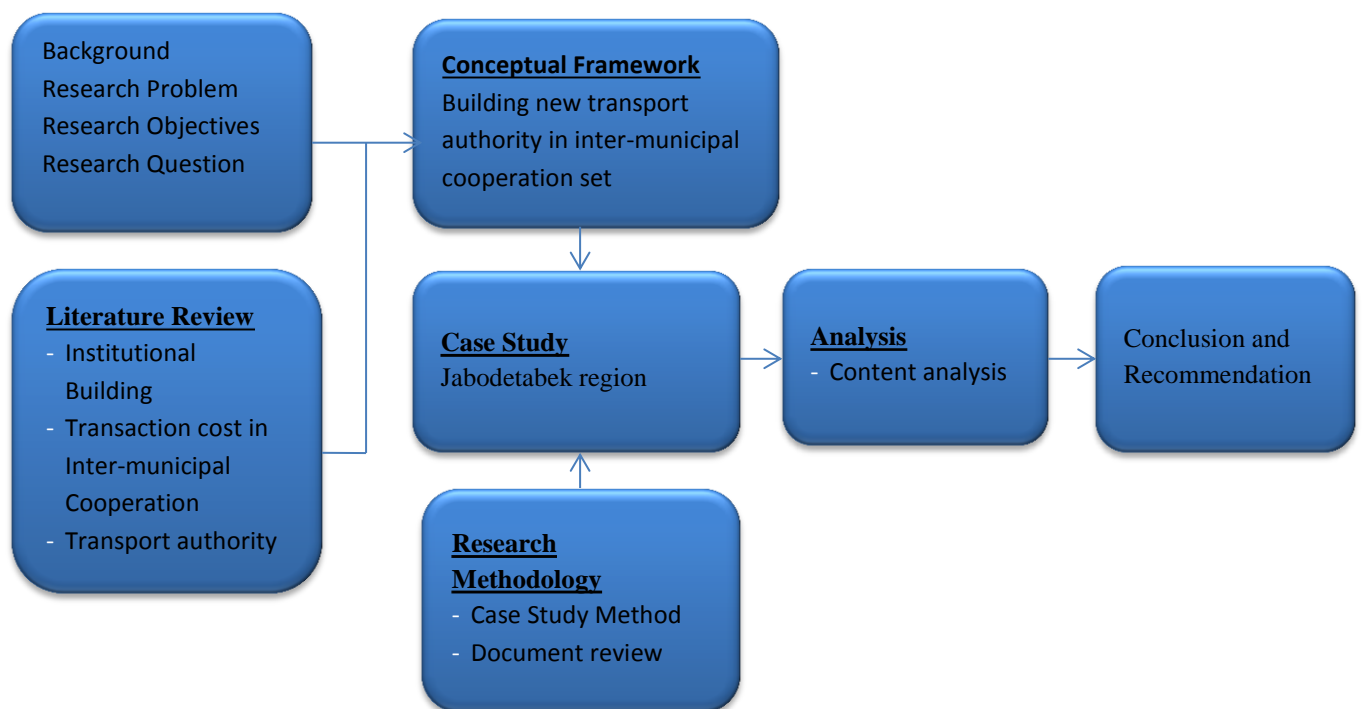 Background
Research Problem
Research Objectives
Research Question
Conceptual Framework
Building new transport
authority in inter-municipal
cooperation set
Literature Review
- Institutional
Building
- Transaction cost in
Inter-municipal
Cooperation
- Transport authority
Case Study
Jabodetabek region
Analysis
- Content analysis
Conclusion and
Recommendation
Research
Methodology
- Case Study Method
- Document review